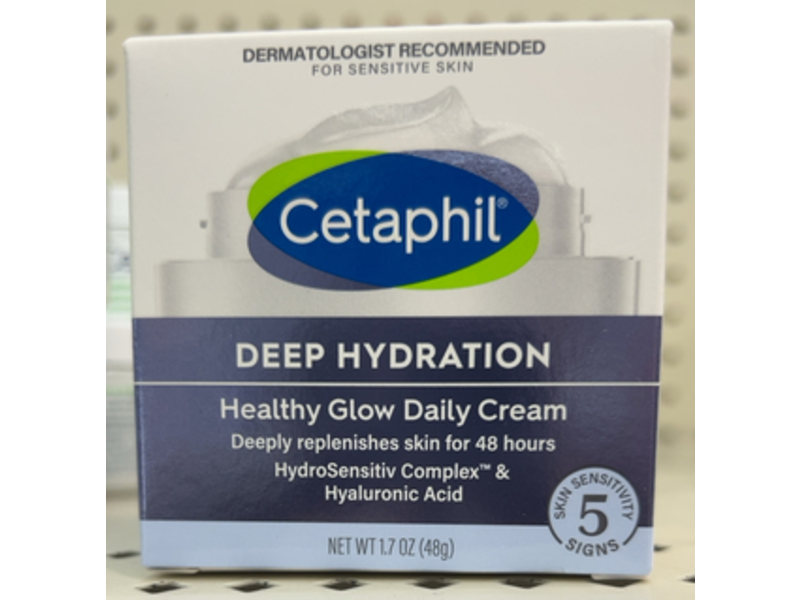 DERMATOLOGIST RECOMMENDED
FOR SENSITIVE SKIN
Cetaphil®
DEEP HYDRATION
Healthy Glow Daily Cream
Deeply replenishes skin for 48 hours
HydroSensitiv Complex™ &
Hyaluronic Acid
SKIN SENSITIVITY
5
SIGNS
NET WT 1.7 OZ (48g)